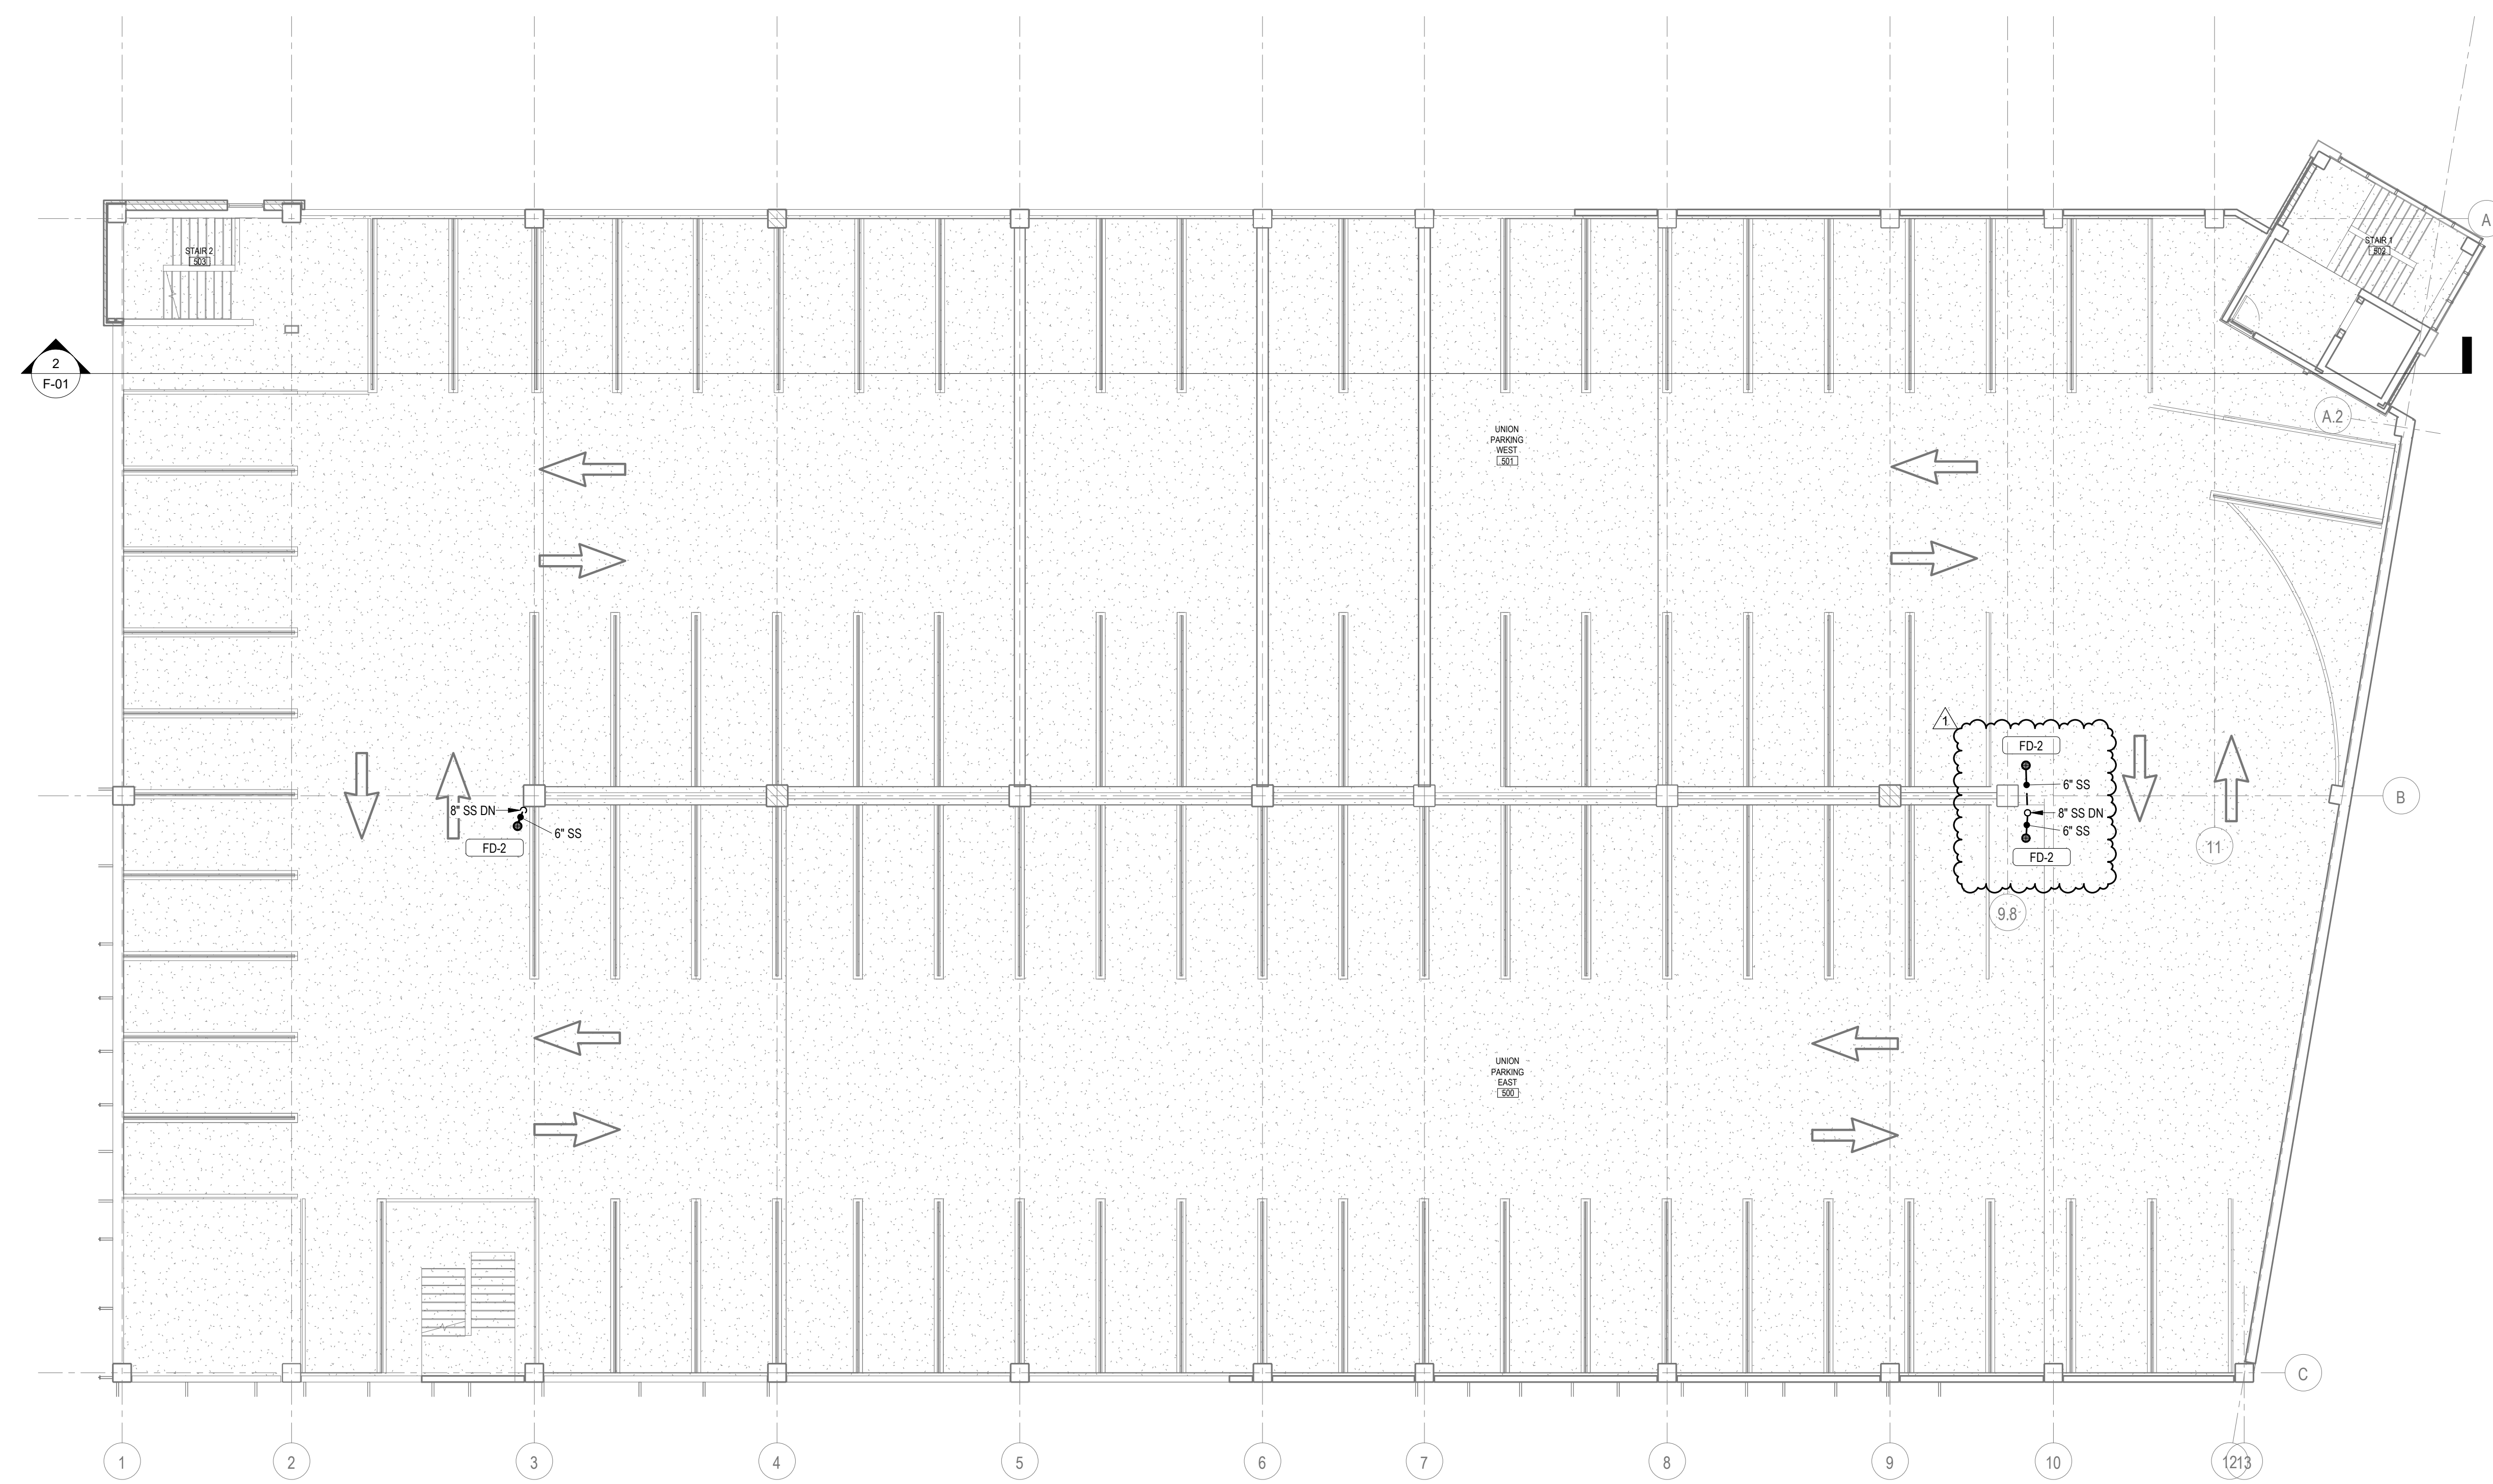 A
STAIR 2
503
STAIR 1
502
2
F-01
A.2
UNION
PARKING
WEST
501
1
FD-2
6" SS
B
8" SS DN
6" SS
FD-2
8" SS DN
6" SS
FD-2
11
9.8
UNION
PARKING
EAST
500
C
1
2
3
4
5
6
7
8
9
10
12
13